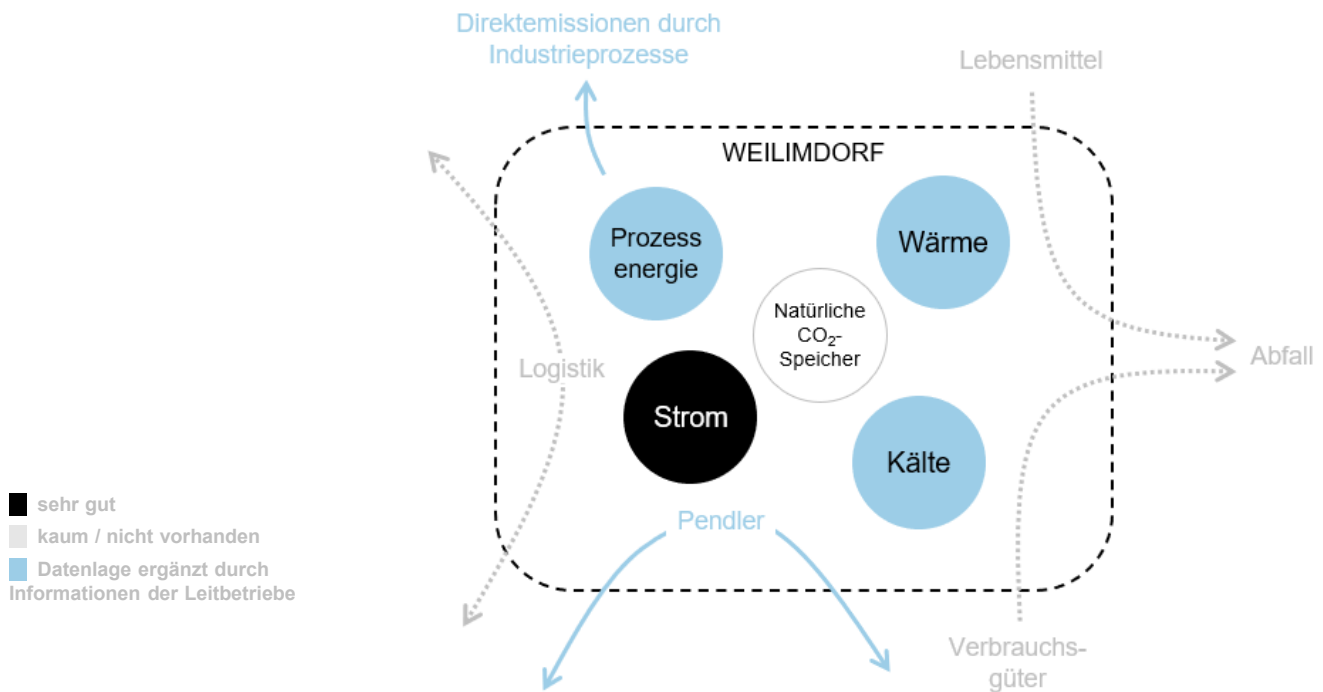 Direktemissionen durch
Industrieprozesse
Lebensmittel
WEILIMDORF
Prozess
energie
Wärme
Natürliche
CO₂-
Speicher
Logistik
Abfall
Strom
Kälte
Pendler
sehr gut
kaum / nicht vorhanden
Datenlage ergänzt durch
Informationen der Leitbetriebe
Verbrauchs-
güter